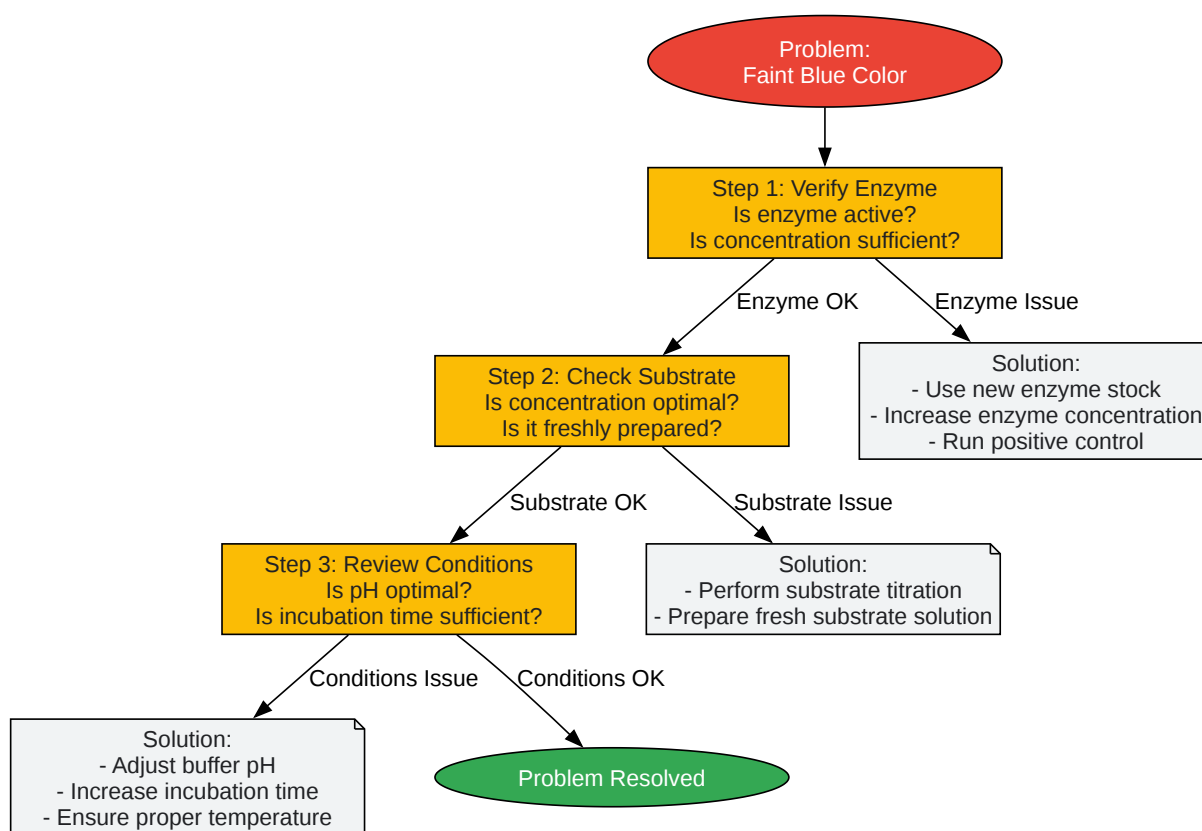 Problem:
Faint Blue Color
Step 1: Verify Enzyme
Is enzyme active?
Is concentration sufficient?
Enzyme OK
Enzyme Issue
Step 2: Check Substrate
Is concentration optimal?
Is it freshly prepared?
Solution:
- Use new enzyme stock
- Increase enzyme concentration
- Run positive control
Substrate OK
Substrate Issue
Step 3: Review Conditions
Is pH optimal?
Is incubation time sufficient?
Solution:
- Perform substrate titration
- Prepare fresh substrate solution
Conditions Issue
Conditions OK
Solution:
- Adjust buffer pH
- Increase incubation time
- Ensure proper temperature
Problem Resolved